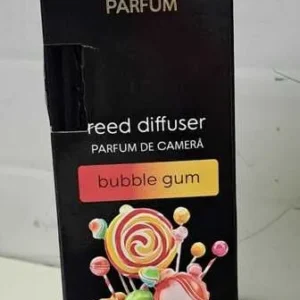 PARFUM
reed diffuser
PARFUM DE CAMERĂ
bubble gum